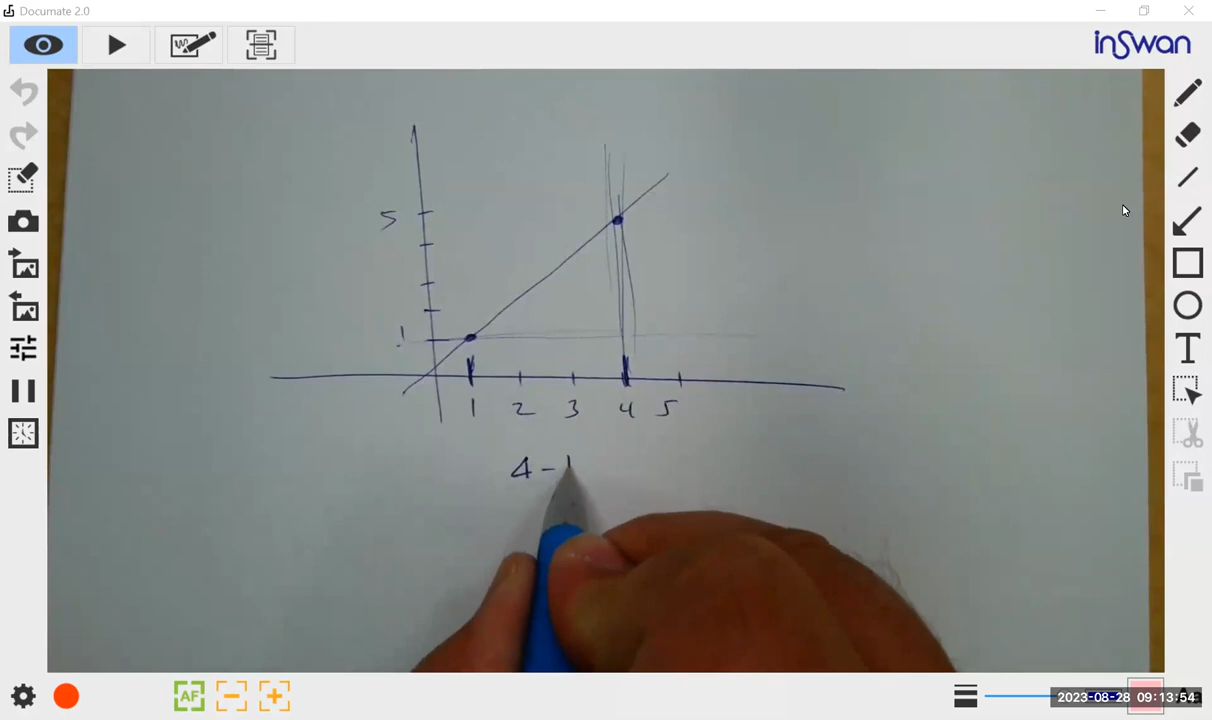 Documate 2.0
inSwan
5
1
1 2 3 4 5
4 - 1
T
AF
2023-08-28 09:13:54